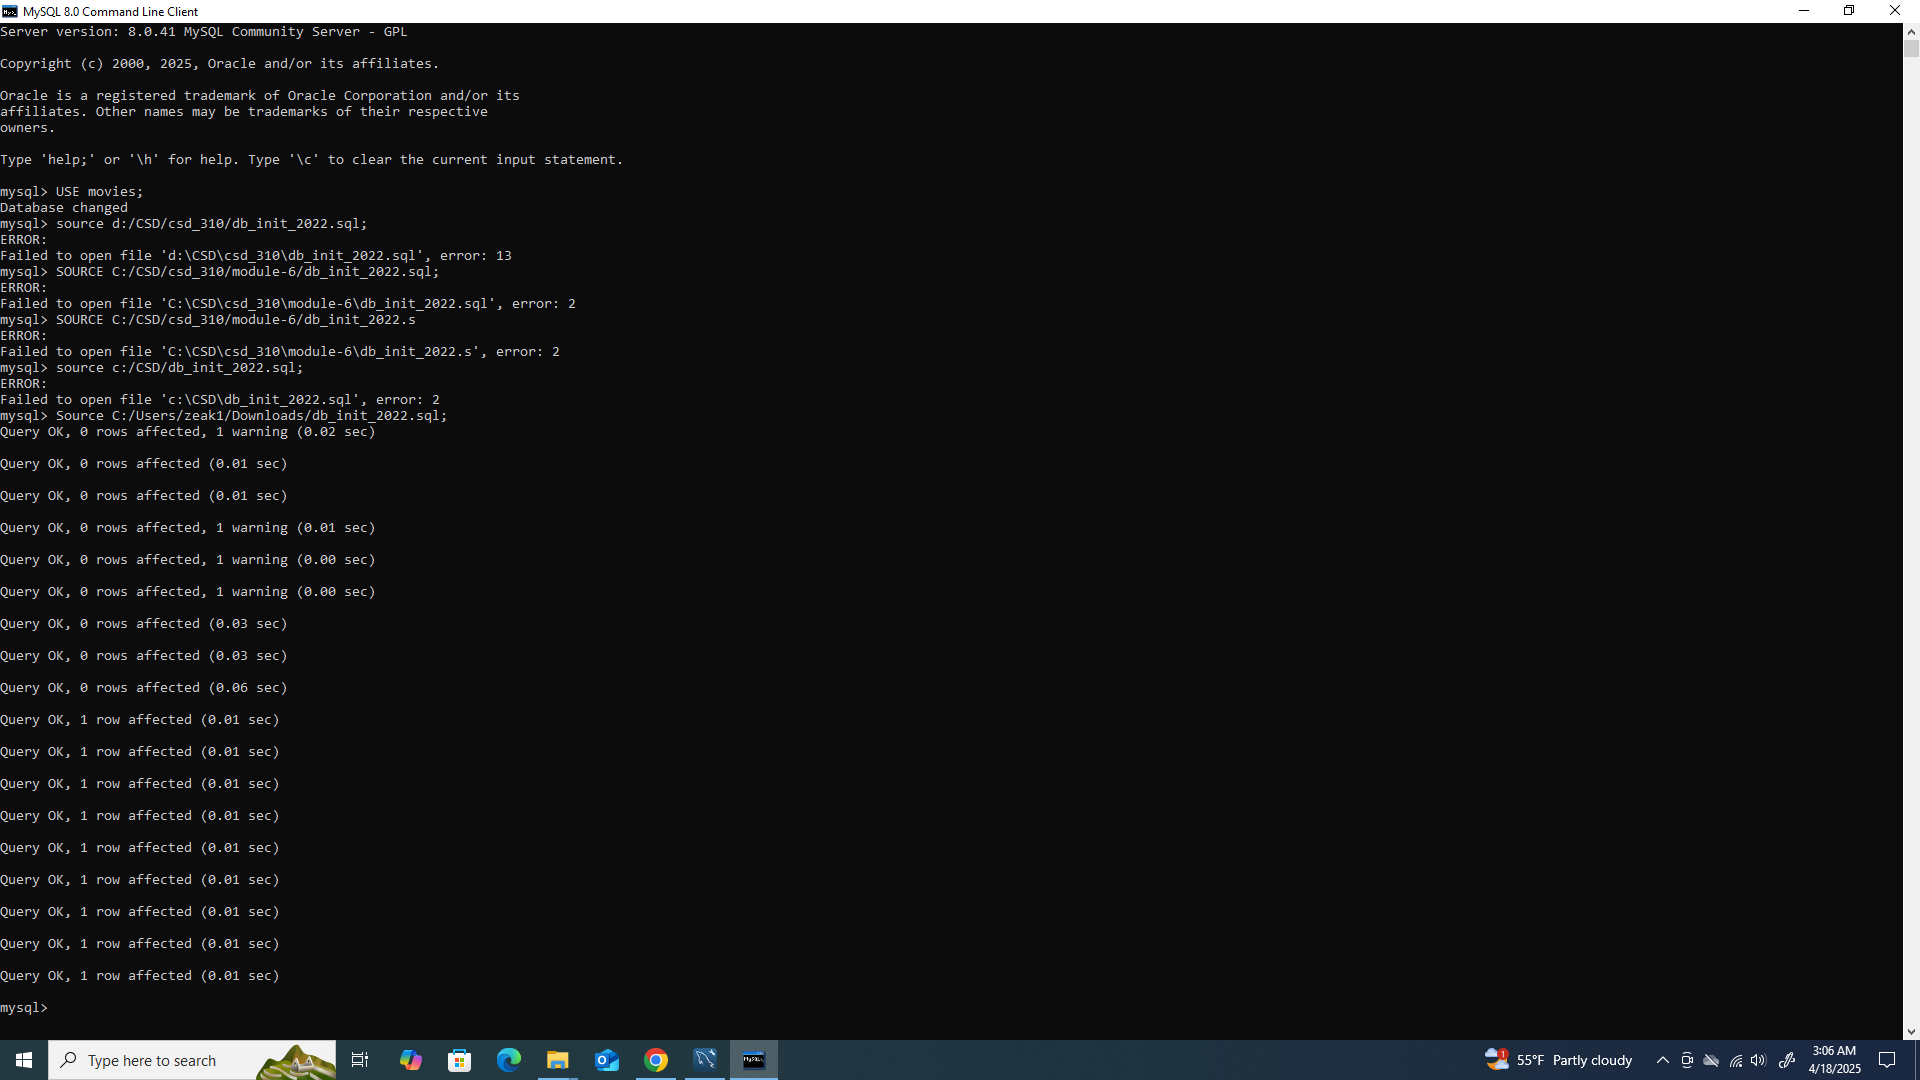 MySQL 8.0 Command Line Client
Server version: 8.0.41 MySQL Community Server - GPL
Copyright (c) 2000, 2025, Oracle and/or its affiliates.
Oracle is a registered trademark of Oracle Corporation and/or its
affiliates. Other names may be trademarks of their respective
owners.
Type 'help;' or '\h' for help. Type '\c' to clear the current input statement.
mysql> USE movies;
Database changed
mysql> source d:/CSD/csd_310/db_init_2022.sql;
ERROR:
Failed to open file 'd:\CSD\csd_310\db_init_2022.sql', error: 13
mysql> SOURCE C:/CSD/csd_310/module-6/db_init_2022.sql;
ERROR:
Failed to open file 'C:\CSD\csd_310\module-6\db_init_2022.sql', error: 2
mysql> SOURCE C:/CSD/csd_310/module-6/db_init_2022.s
ERROR:
Failed to open file 'C:\CSD\csd_310\module-6\db_init_2022.s', error: 2
mysql> source c:/CSD/db_init_2022.sql;
ERROR:
Failed to open file 'c:\CSD\db_init_2022.sql', error: 2
mysql> Source C:/Users/zeak1/Downloads/db_init_2022.sql;
Query OK, 0 rows affected, 1 warning (0.02 sec)
Query OK, 0 rows affected (0.01 sec)
Query OK, 0 rows affected (0.01 sec)
Query OK, 0 rows affected, 1 warning (0.01 sec)
Query OK, 0 rows affected, 1 warning (0.00 sec)
Query OK, 0 rows affected, 1 warning (0.00 sec)
Query OK, 0 rows affected (0.03 sec)
Query OK, 0 rows affected (0.03 sec)
Query OK, 0 rows affected (0.06 sec)
Query OK, 1 row affected (0.01 sec)
Query OK, 1 row affected (0.01 sec)
Query OK, 1 row affected (0.01 sec)
Query OK, 1 row affected (0.01 sec)
Query OK, 1 row affected (0.01 sec)
Query OK, 1 row affected (0.01 sec)
Query OK, 1 row affected (0.01 sec)
Query OK, 1 row affected (0.01 sec)
Query OK, 1 row affected (0.01 sec)
mysql>
Type here to search
1
55°F Partly cloudy
3:06 AM
4/18/2025